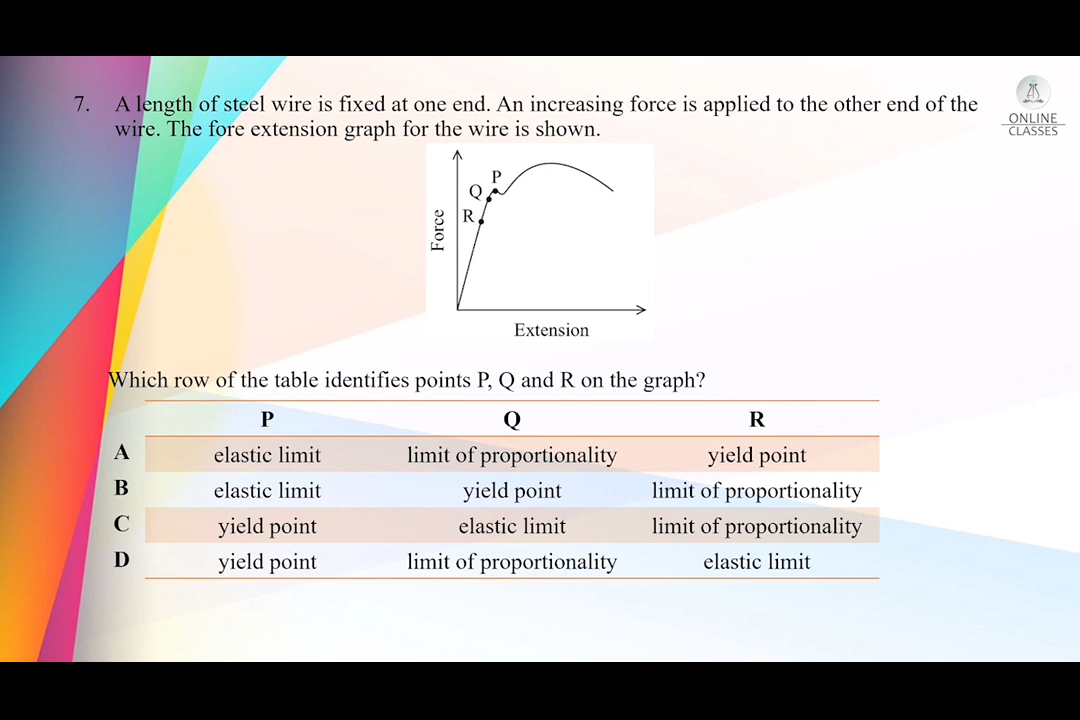 7. A length of steel wire is fixed at one end. An increasing force is applied to the other end of the
wire. The fore extension graph for the wire is shown.
ONLINE
CLASSES
P
Q
R
Force
Extension
Which row of the table identifies points P, Q and R on the graph?
P Q R
A elastic limit limit of proportionality yield point
B elastic limit yield point limit of proportionality
C yield point elastic limit limit of proportionality
D yield point limit of proportionality elastic limit